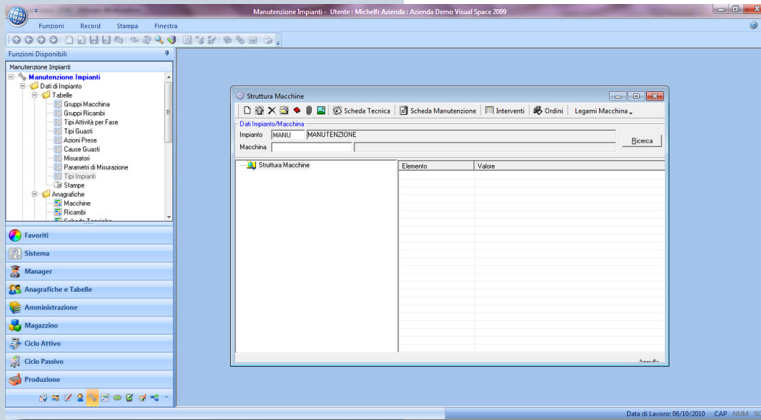 Manutenzione Impianti - Utente : Michelfi Azienda : Azienda Demo Visual Space 2009
Funzioni Record Stampa Finestra
Funzioni Disponibili
Manutenzione Impianti
Manutenzione Impianti
Dati di Impianto
Tabelle
Gruppi Macchina
Gruppi Ricambi
Tipi Attività per Fase
Tipi Guasti
Azioni Prese
Cause Guasti
Misuratori
Parametri di Misurazione
Tipi Impianti
Stampe
Anagrafiche
Macchine
Ricambi
Favoriti
Sistema
Manager
Anagrafiche e Tabelle
Amministrazione
Magazzino
Ciclo Attivo
Ciclo Passivo
Produzione
Struttura Macchine
Scheda Tecnica Scheda Manutenzione Interventi Ordini Legami Macchina
Dati Impianto/Macchina
Impianto MANU MANUTENZIONE
Macchina
Ricerca
Struttura Macchine
Elemento Valore
Data di Lavoro: 06/10/2010 CAP NUM